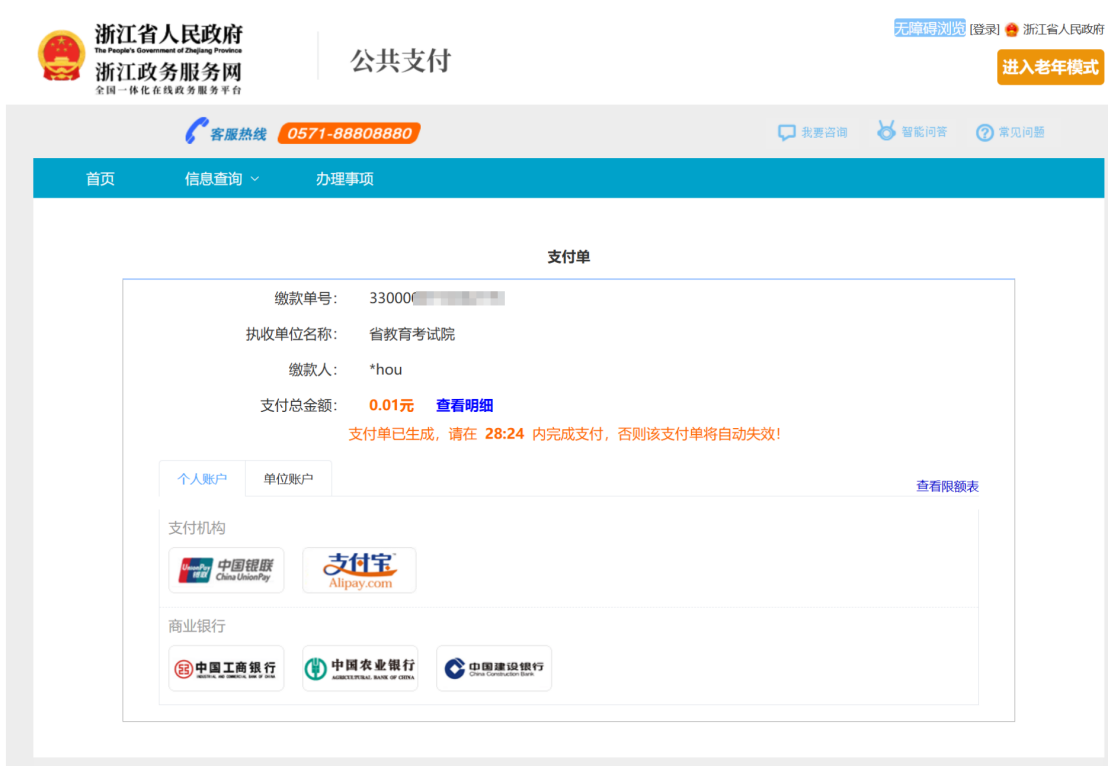 浙江省人民政府
The People's Government of Zhejiang Province
浙江政务服务网
全国一体化在线政务服务平台
公共支付
无障碍浏览 [登录] 浙江省人民政府
进入老年模式
客服热线 0571-88808880
我要咨询 智能问答 常见问题
首页 信息查询 办理事项
支付单
缴款单号： 33000
执收单位名称： 省教育考试院
缴款人： *hou
支付总金额： 0.01元 查看明细
支付单已生成，请在 28:24 内完成支付，否则该支付单将自动失效！
个人账户 单位账户
查看限额表
支付机构
UnionPay 银联 中国银联 China UnionPay
支付宝 Alipay.com
商业银行
中国工商银行 INDUSTRIAL AND COMMERCIAL BANK OF CHINA
中国农业银行 AGRICULTURAL BANK OF CHINA
中国建设银行 China Construction Bank